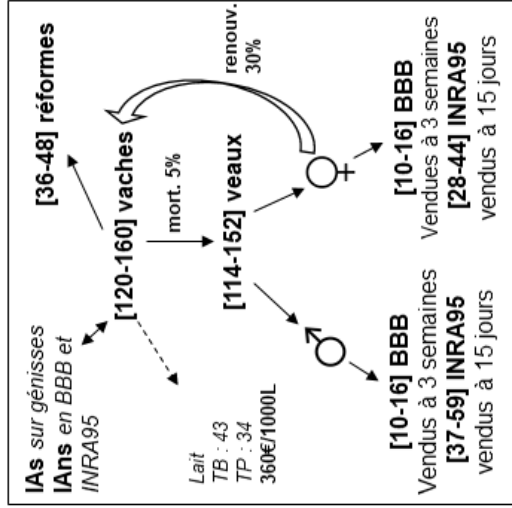 IAs sur génisses
IAns en BBB et
INRA95
[36-48] réformes
[120-160] vaches
renouv.
30%
mort. 5%
Lait
TB : 43
TP : 34
360€/1000L
[114-152] veaux
[10-16] BBB
Vendus à 3 semaines
[37-59] INRA95
vendus à 15 jours
[10-16] BBB
Vendues à 3 semaines
[28-44] INRA95
vendus à 15 jours